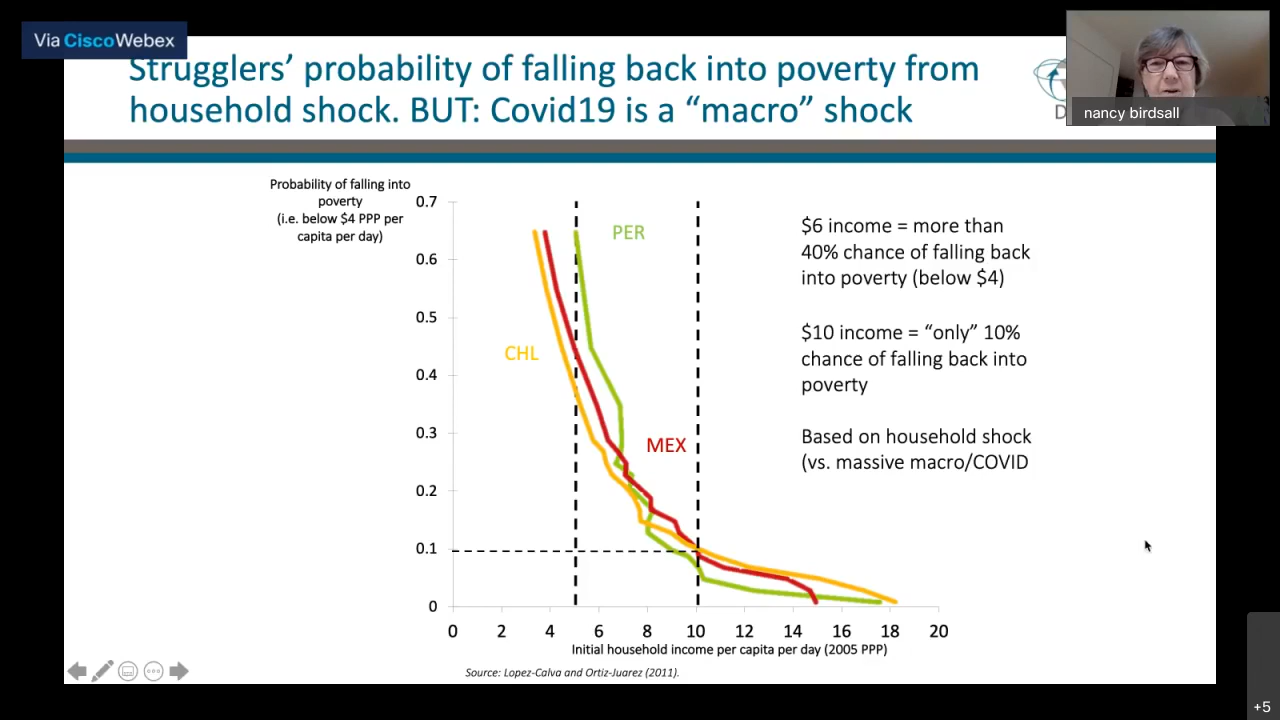 Via CiscoWebex
Strugglers’ probability of falling back into poverty from
household shock. BUT: Covid19 is a “macro” shock
nancy birdsall
Probability of falling into
poverty
(i.e. below $4 PPP per
capita per day)
0.7
0.6
0.5
0.4
0.3
0.2
0.1
0
PER
CHL
MEX
0 2 4 6 8 10 12 14 16 18 20
Initial household income per capita per day (2005 PPP)
Source: Lopez-Calva and Ortiz-Juarez (2011).
$6 income = more than
40% chance of falling back
into poverty (below $4)
$10 income = “only” 10%
chance of falling back into
poverty
Based on household shock
(vs. massive macro/COVID
+5